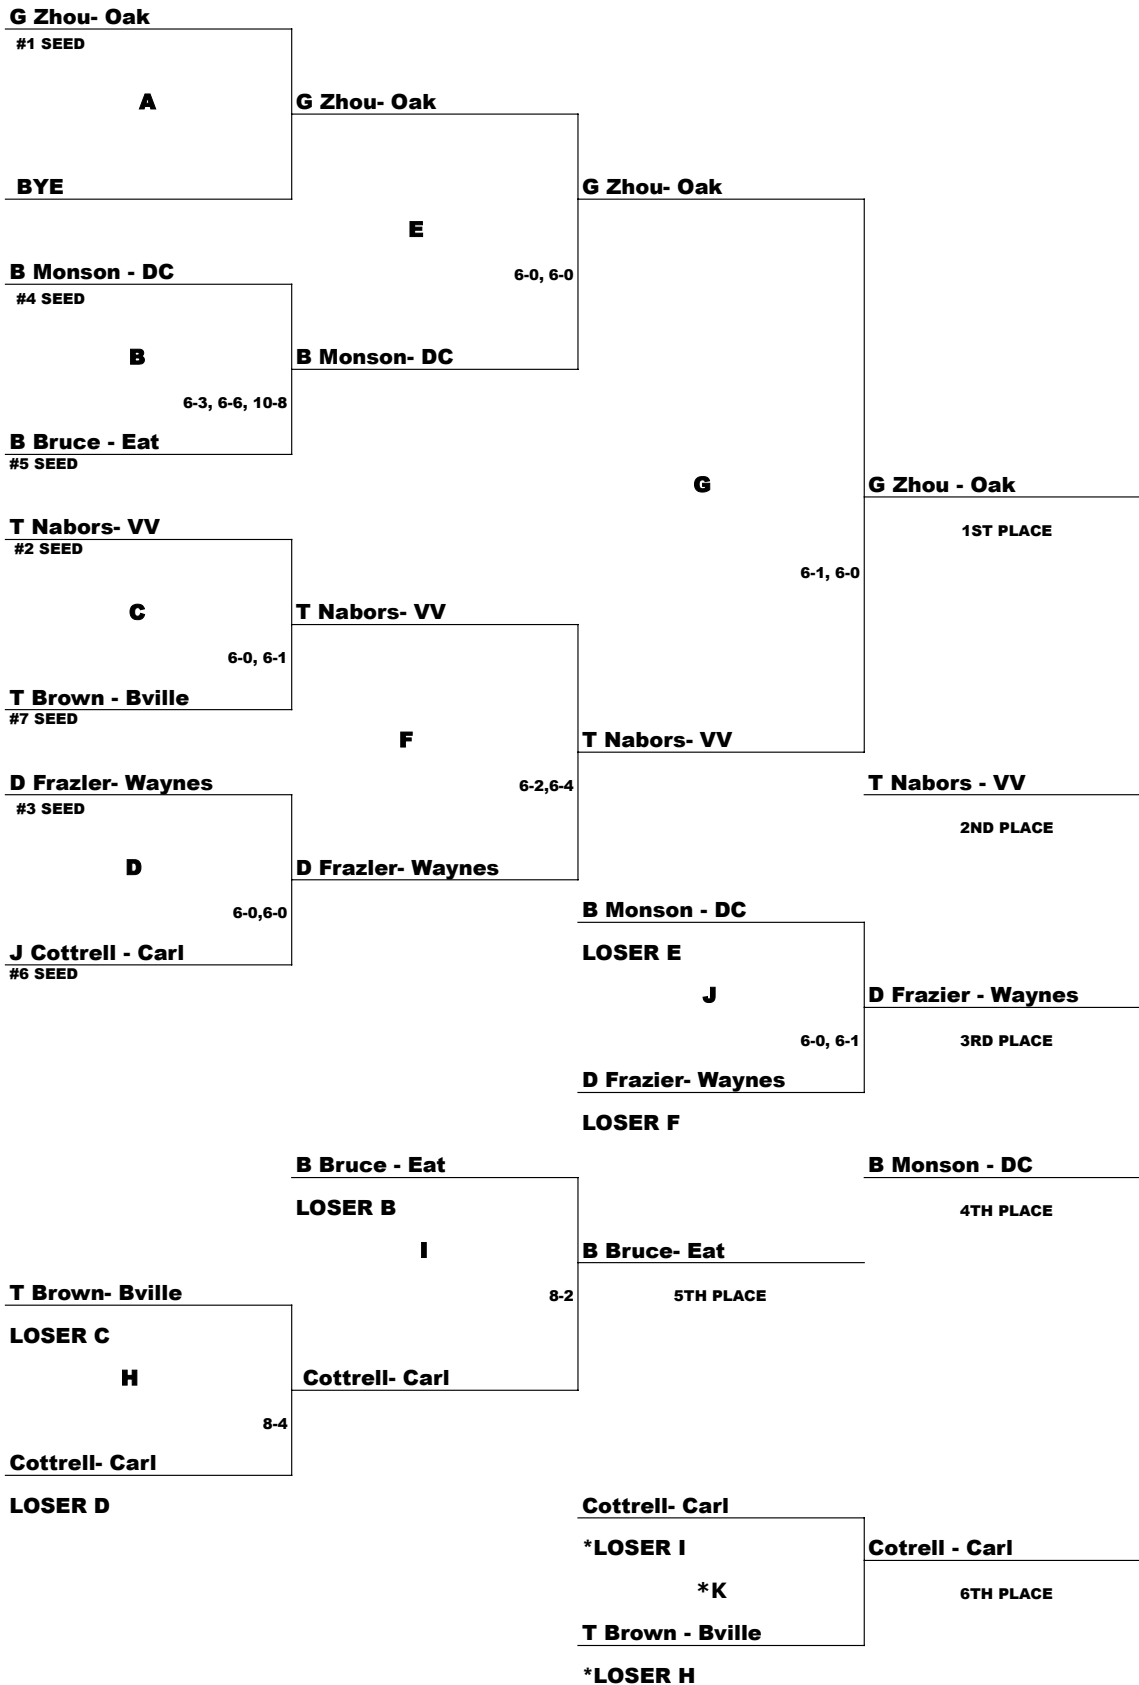 G Zhou- Oak
#1 SEED
A
G Zhou- Oak
BYE
G Zhou- Oak
E
B Monson - DC
6-0, 6-0
#4 SEED
B
B Monson- DC
6-3, 6-6, 10-8
B Bruce - Eat
#5 SEED
G
G Zhou - Oak
T Nabors- VV
1ST PLACE
#2 SEED
6-1, 6-0
C
T Nabors- VV
6-0, 6-1
T Brown - Bville
#7 SEED
F
T Nabors- VV
D FrazIer- Waynes
6-2,6-4
T Nabors - VV
#3 SEED
2ND PLACE
D
D FrazIer- Waynes
6-0,6-0
B Monson - DC
J Cottrell - Carl
LOSER E
#6 SEED
J
D Frazier - Waynes
6-0, 6-1
3RD PLACE
D Frazier- Waynes
LOSER F
B Bruce - Eat
B Monson - DC
LOSER B
4TH PLACE
I
B Bruce- Eat
T Brown- Bville
8-2
5TH PLACE
LOSER C
H
Cottrell- Carl
8-4
Cottrell- Carl
LOSER D
Cottrell- Carl
*LOSER I
Cotrell - Carl
*K
6TH PLACE
T Brown - Bville
*LOSER H